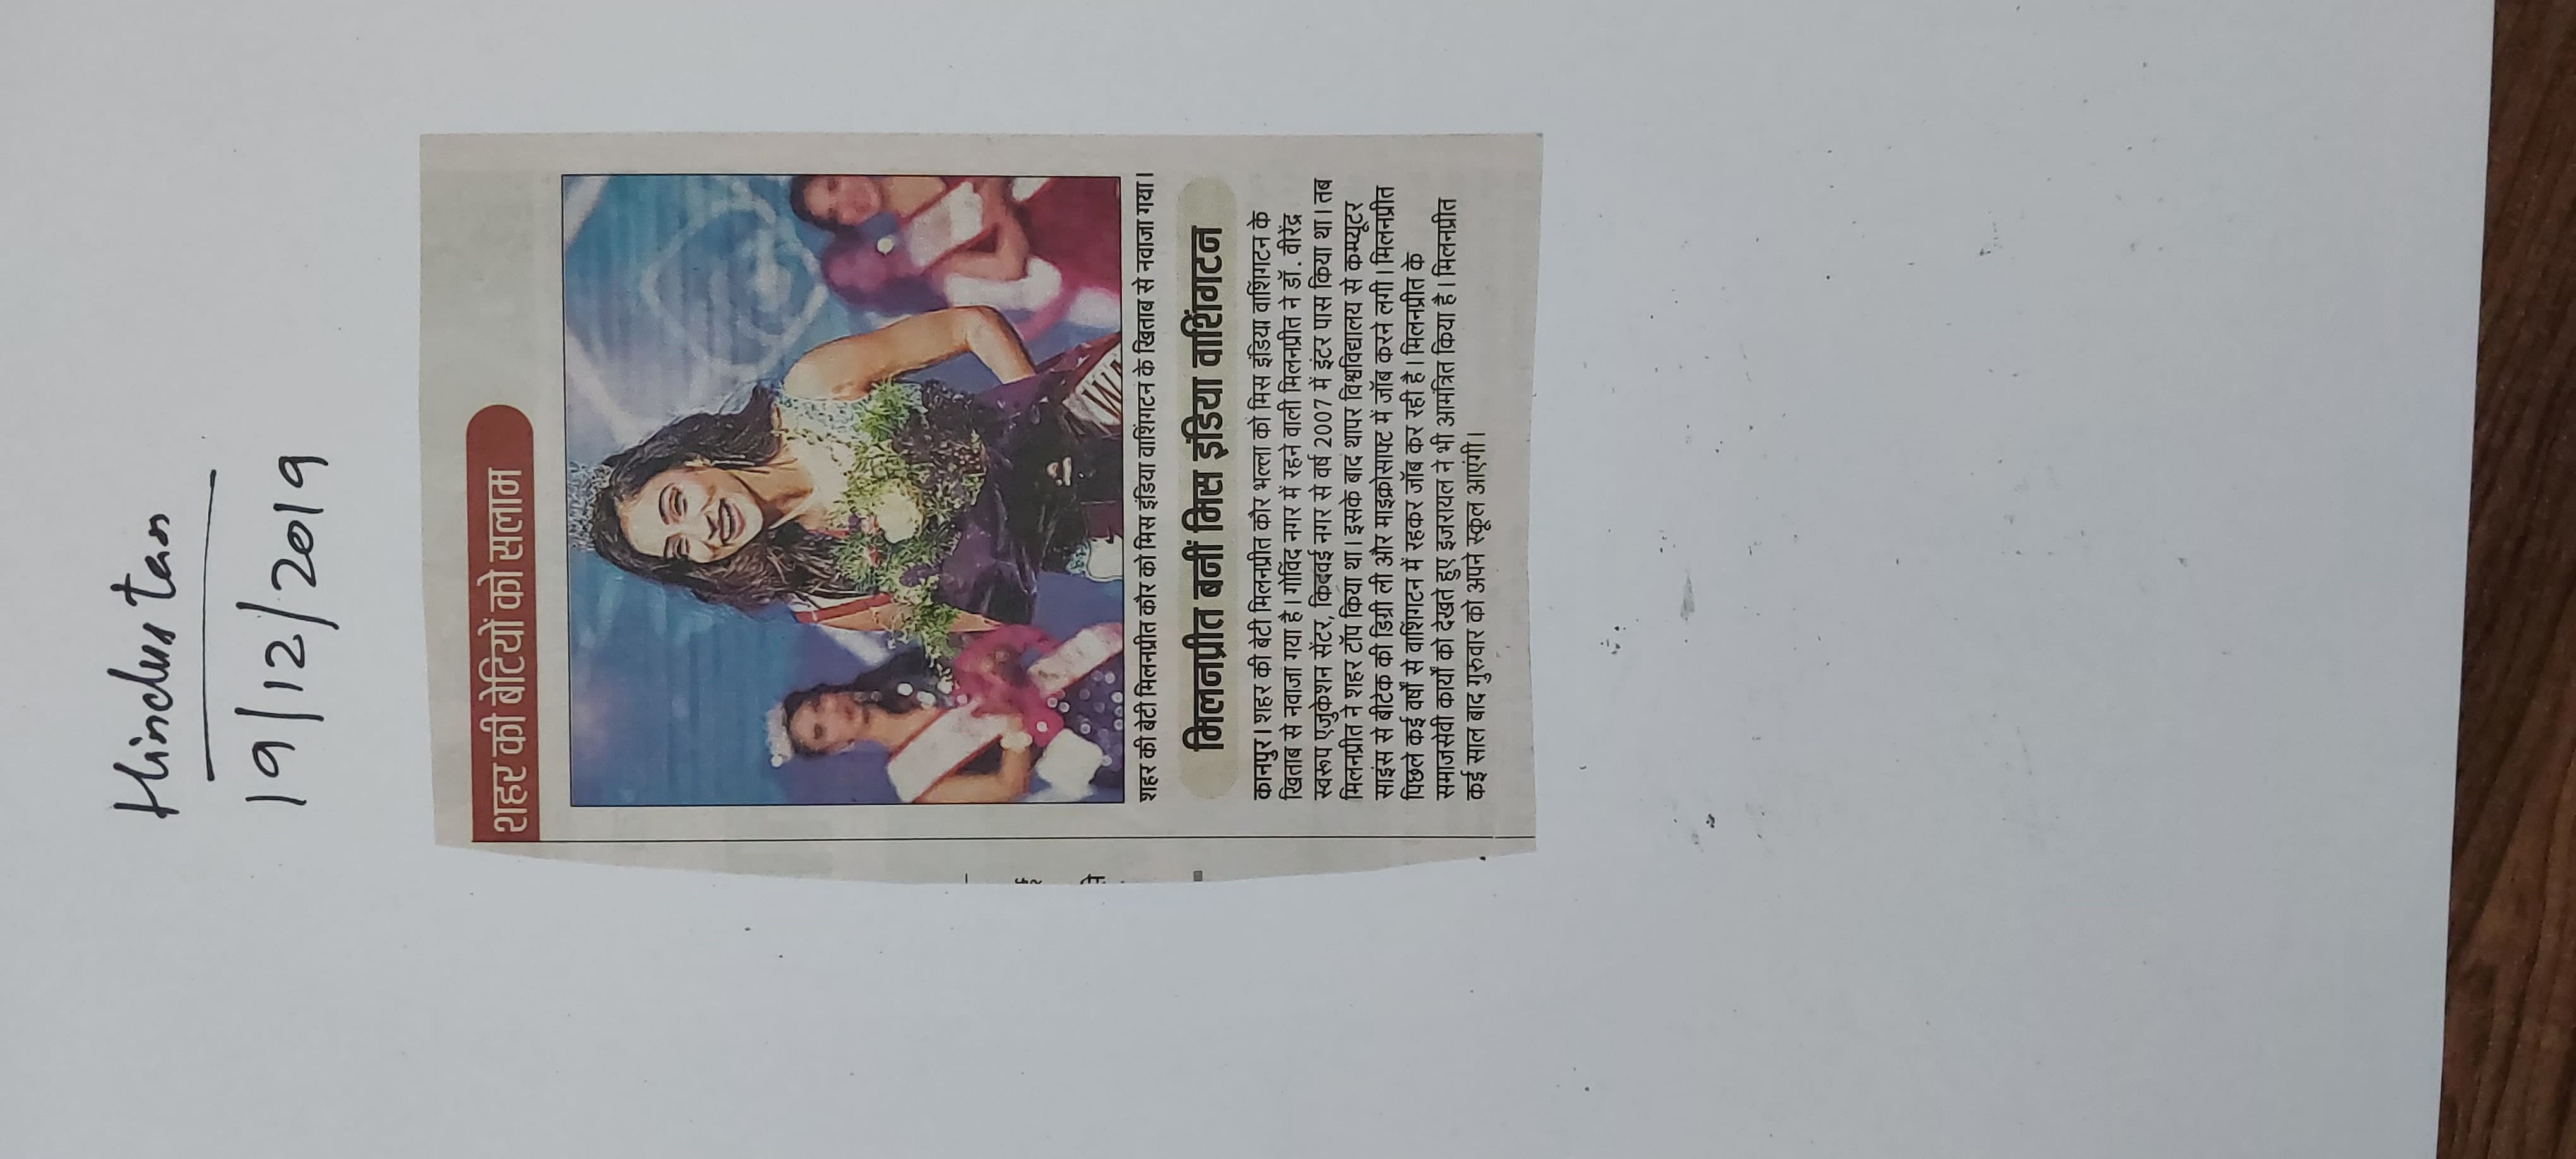 Hindustan
19/12/2019
शहर की बेटियों को सलाम
शहर की बेटी मिलनप्रीत कौर को मिस इंडिया वाशिंगटन के खिताब से नवाजा गया।
मिलनप्रीत बनीं मिस इंडिया वाशिंगटन
कानपुर। शहर की बेटी मिलनप्रीत कौर भल्ला को मिस इंडिया वाशिंगटन के
खिताब से नवाजा गया है। गोविंद नगर में रहने वाली मिलनप्रीत ने डॉ. वीरेंद्र
स्वरूप एजुकेशन सेंटर, किदवई नगर से वर्ष 2007 में इंटर पास किया था। तब
मिलनप्रीत ने शहर टॉप किया था। इसके बाद थापर विश्वविद्यालय से कम्प्यूटर
साइंस से बीटेक की डिग्री ली और माइक्रोसाफ्ट में जॉब करने लगी। मिलनप्रीत
पिछले कई वर्षों से वाशिंगटन में रहकर जॉब कर रही है। मिलनप्रीत के
समाजसेवी कार्यों को देखते हुए इजरायल ने भी आमंत्रित किया है। मिलनप्रीत
कई साल बाद गुरुवार को अपने स्कूल आएंगी।